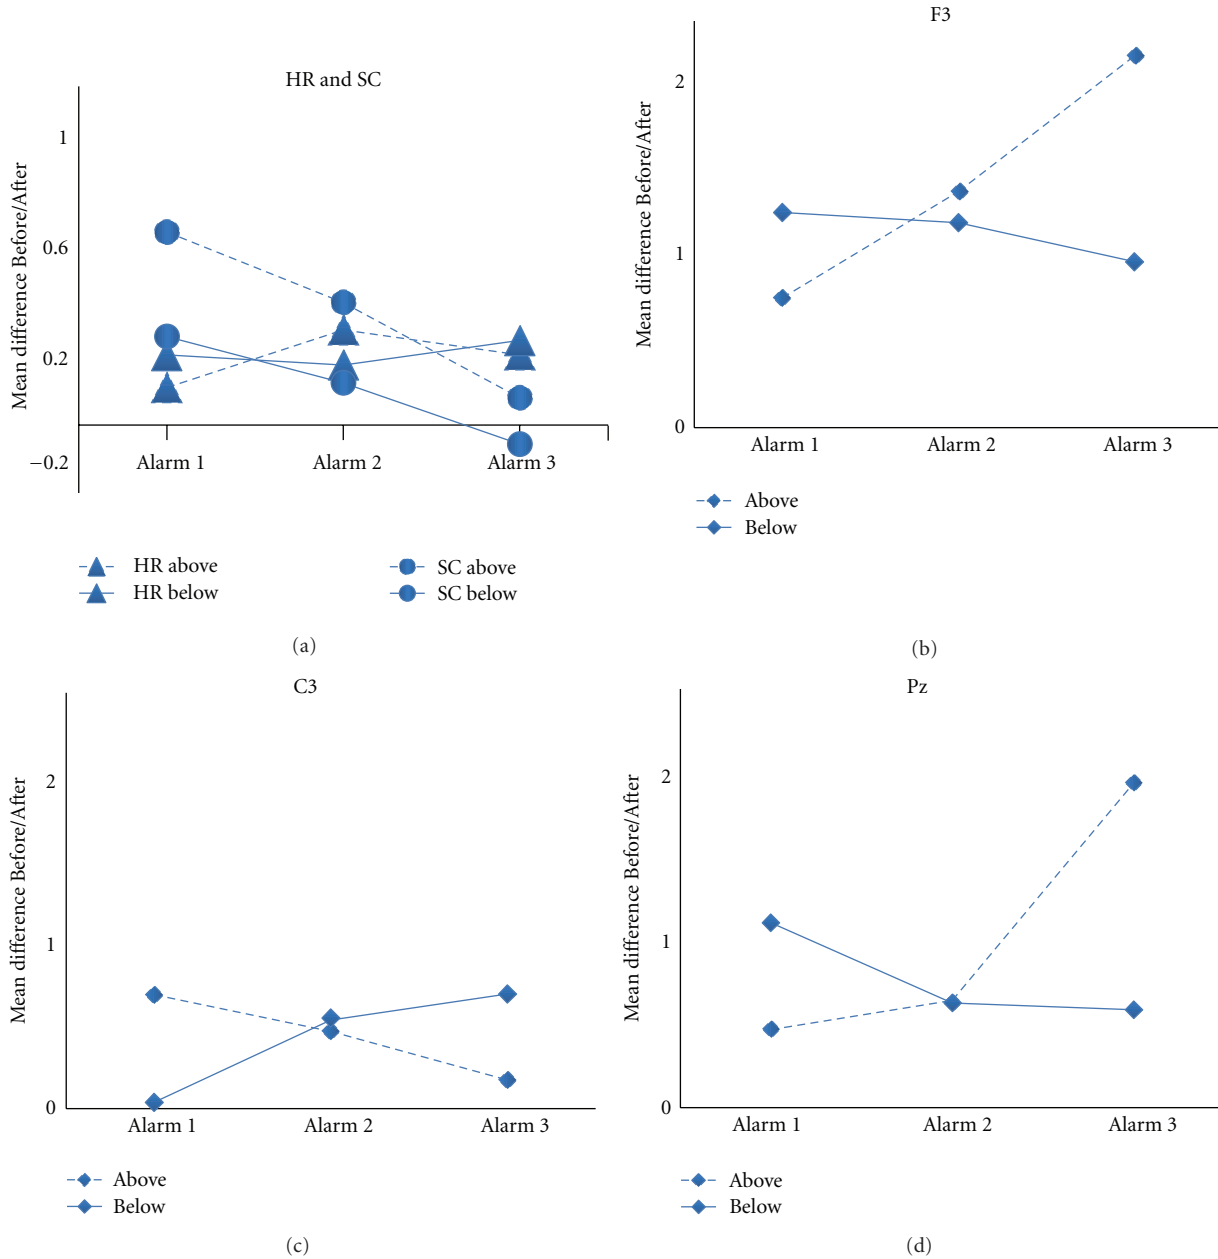 HR and SC
Mean difference Before/After
1
0.6
0.2
−0.2
Alarm 1 Alarm 2 Alarm 3
HR above SC above
HR below SC below
(a)
F3
Mean difference Before/After
2
1
0
Alarm 1 Alarm 2 Alarm 3
Above
Below
(b)
C3
Mean difference Before/After
2
1
0
Alarm 1 Alarm 2 Alarm 3
Above
Below
(c)
Pz
Mean difference Before/After
2
1
0
Alarm 1 Alarm 2 Alarm 3
Above
Below
(d)